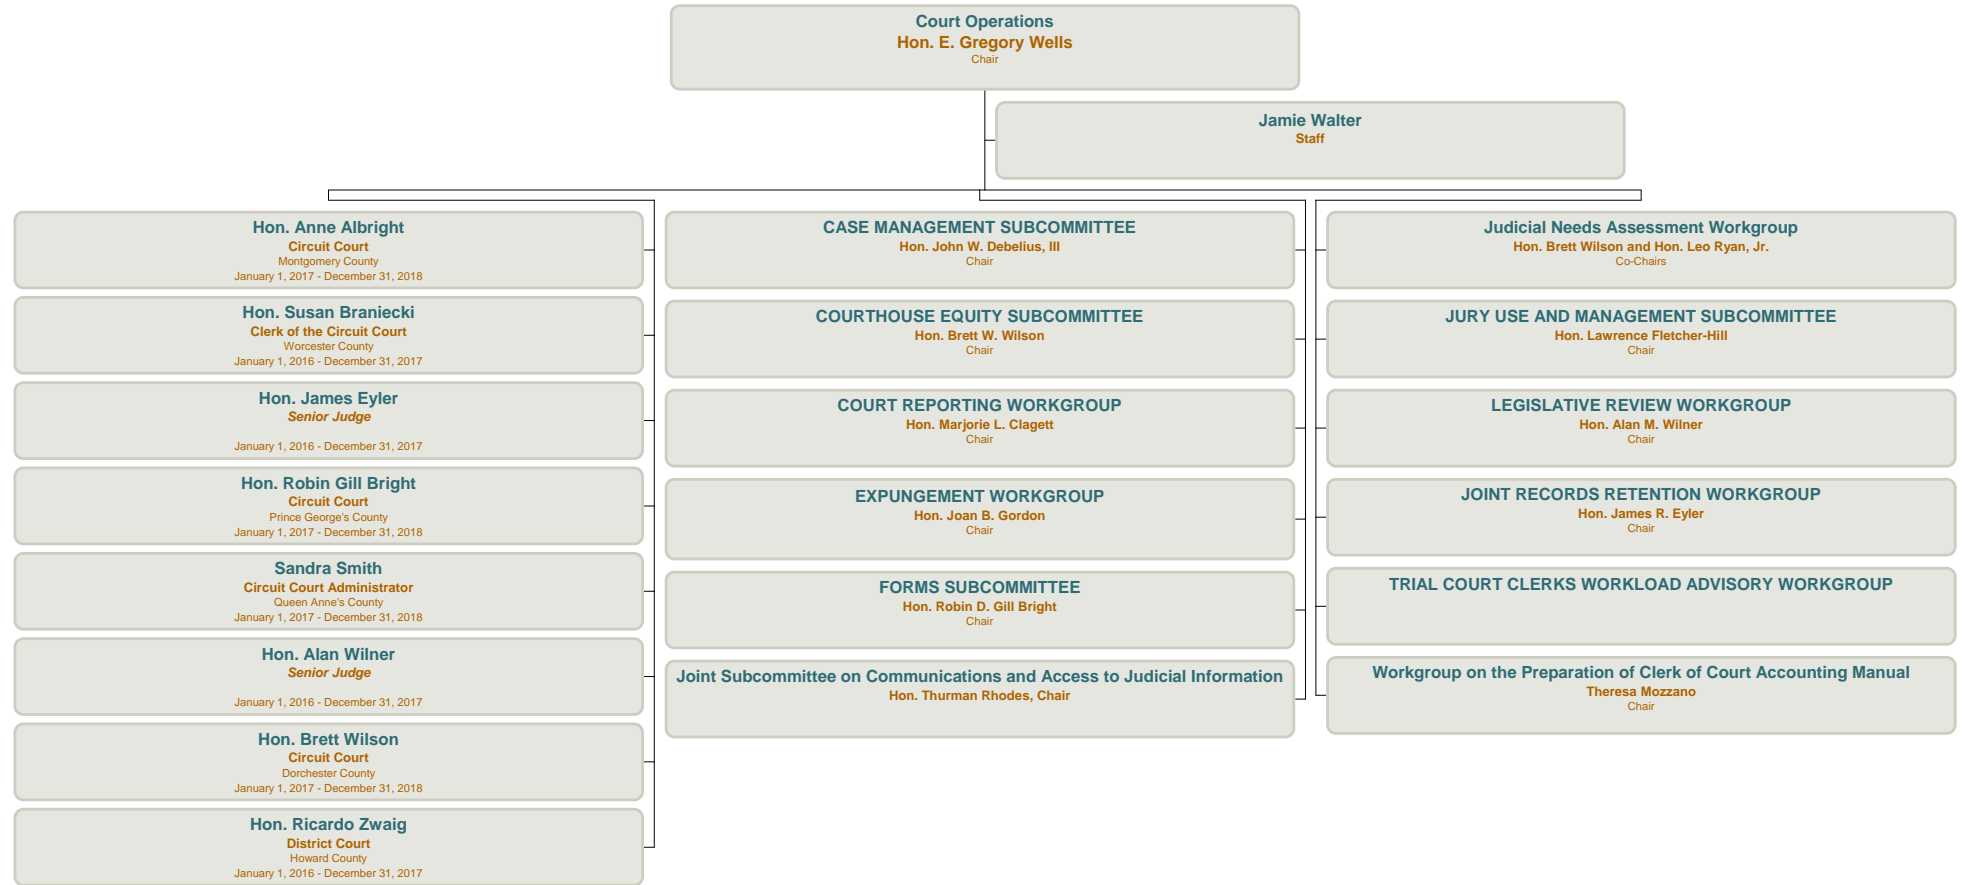 Court Operations
Hon. E. Gregory Wells
Chair
Jamie Walter
Staff
Hon. Anne Albright
Circuit Court
Montgomery County
January 1, 2017 - December 31, 2018
Hon. Susan Braniecki
Clerk of the Circuit Court
Worcester County
January 1, 2016 - December 31, 2017
Hon. James Eyler
Senior Judge
January 1, 2016 - December 31, 2017
Hon. Robin Gill Bright
Circuit Court
Prince George's County
January 1, 2017 - December 31, 2018
Sandra Smith
Circuit Court Administrator
Queen Anne's County
January 1, 2017 - December 31, 2018
Hon. Alan Wilner
Senior Judge
January 1, 2016 - December 31, 2017
Hon. Brett Wilson
Circuit Court
Dorchester County
January 1, 2017 - December 31, 2018
Hon. Ricardo Zwaig
District Court
Howard County
January 1, 2016 - December 31, 2017
CASE MANAGEMENT SUBCOMMITTEE
Hon. John W. Debelius, III
Chair
COURTHOUSE EQUITY SUBCOMMITTEE
Hon. Brett W. Wilson
Chair
COURT REPORTING WORKGROUP
Hon. Marjorie L. Clagett
Chair
EXPUNGEMENT WORKGROUP
Hon. Joan B. Gordon
Chair
FORMS SUBCOMMITTEE
Hon. Robin D. Gill Bright
Chair
Joint Subcommittee on Communications and Access to Judicial Information
Hon. Thurman Rhodes, Chair
Judicial Needs Assessment Workgroup
Hon. Brett Wilson and Hon. Leo Ryan, Jr.
Co-Chairs
JURY USE AND MANAGEMENT SUBCOMMITTEE
Hon. Lawrence Fletcher-Hill
Chair
LEGISLATIVE REVIEW WORKGROUP
Hon. Alan M. Wilner
Chair
JOINT RECORDS RETENTION WORKGROUP
Hon. James R. Eyler
Chair
TRIAL COURT CLERKS WORKLOAD ADVISORY WORKGROUP
Workgroup on the Preparation of Clerk of Court Accounting Manual
Theresa Mozzano
Chair